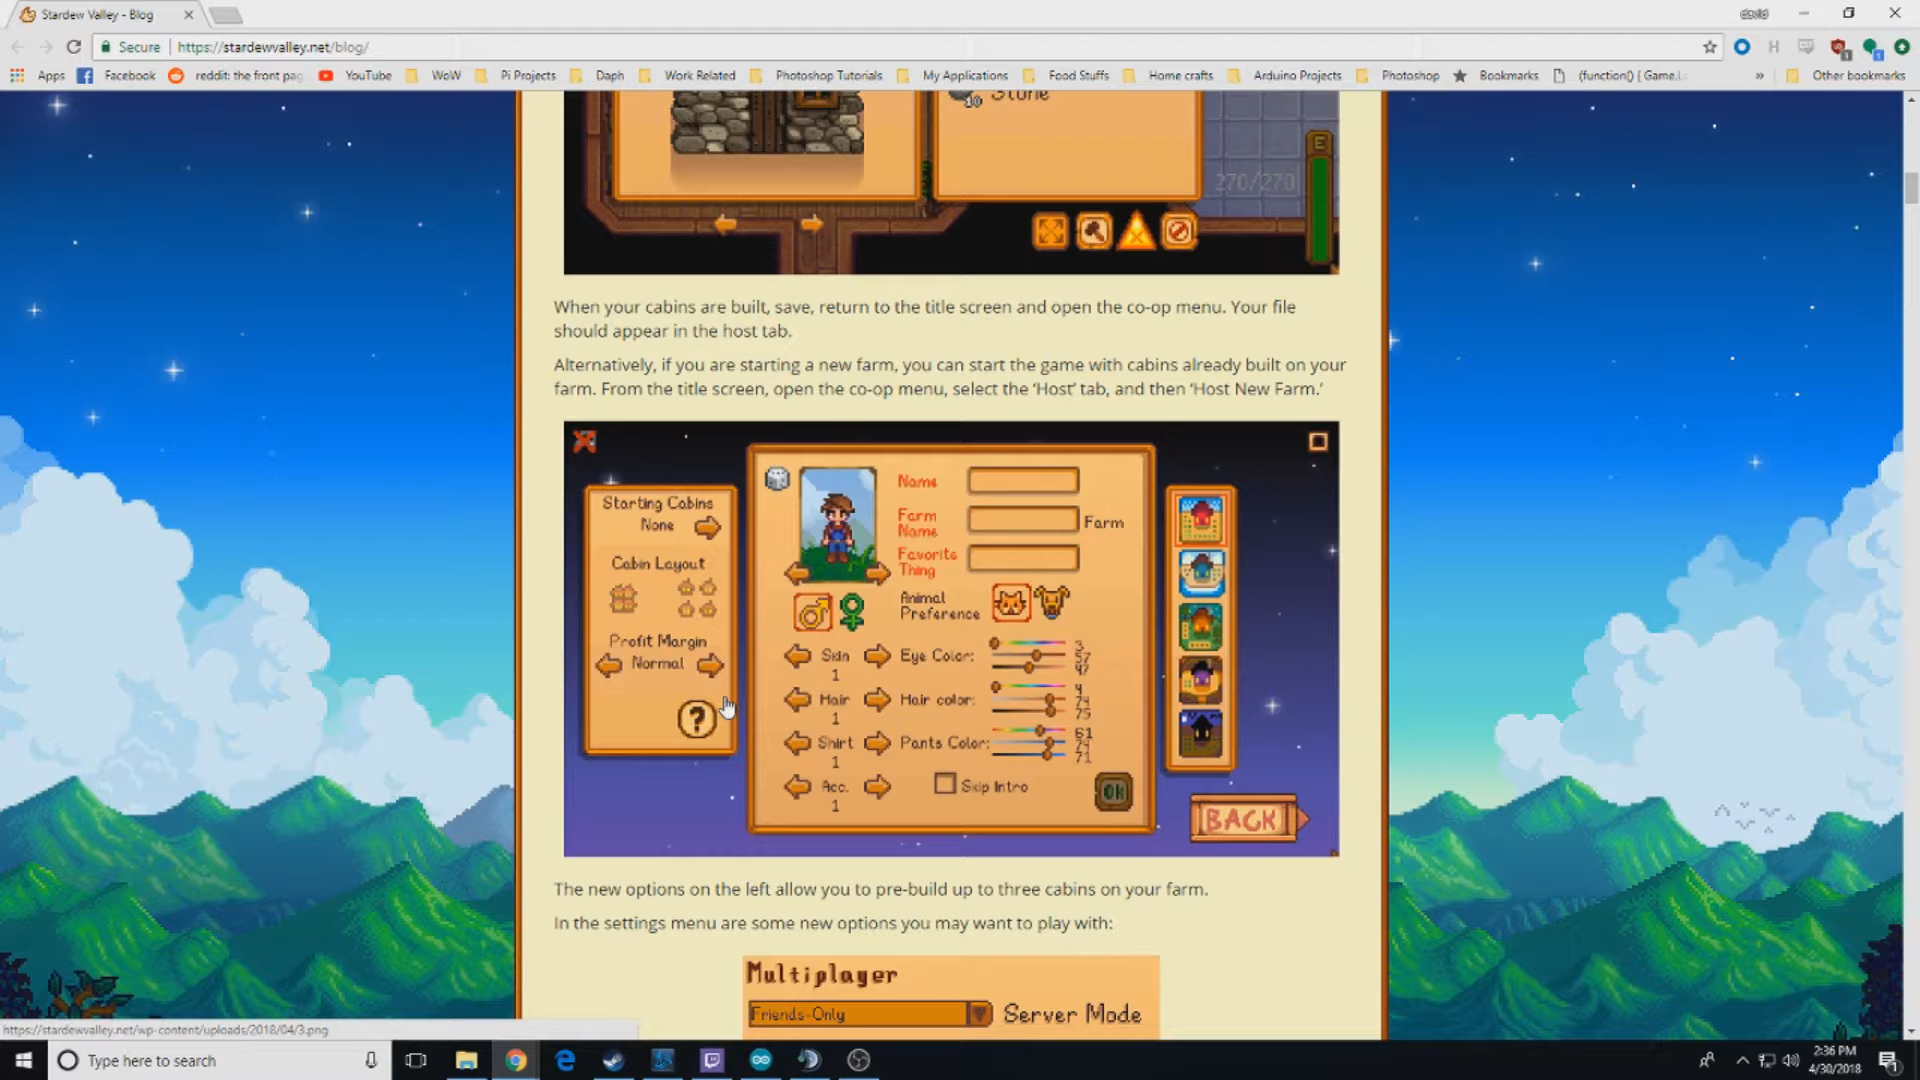 Stardew Valley - Blog
Secure
https://stardewvalley.net/blog/
Apps
Facebook
reddit: the front pag
YouTube
WoW
Pi Projects
Daph
Work Related
Photoshop Tutorials
My Applications
Food Stuffs
Home crafts
Arduino Projects
Photoshop
Bookmarks
(function() { Game.L
»
Other bookmarks
10 Stone
E
270/270
When your cabins are built, save, return to the title screen and open the co-op menu. Your file
should appear in the host tab.
Alternatively, if you are starting a new farm, you can start the game with cabins already built on your
farm. From the title screen, open the co-op menu, select the ‘Host’ tab, and then ‘Host New Farm.’
Starting Cabins
None
Cabin Layout
Profit Margin
Normal
?
Name
Farm
Name
Farm
Favorite
Thing
Animal
Preference
Skin
1
Eye Color:
Hair
1
Hair color:
74
75
Shirt
1
Pants Color:
61
74
71
Acc.
1
Skip Intro
OK
BACK
The new options on the left allow you to pre-build up to three cabins on your farm.
In the settings menu are some new options you may want to play with:
Multiplayer
Friends-Only
Server Mode
https://stardewvalley.net/wp-content/uploads/2018/04/3.png
Type here to search
2:36 PM
4/30/2018